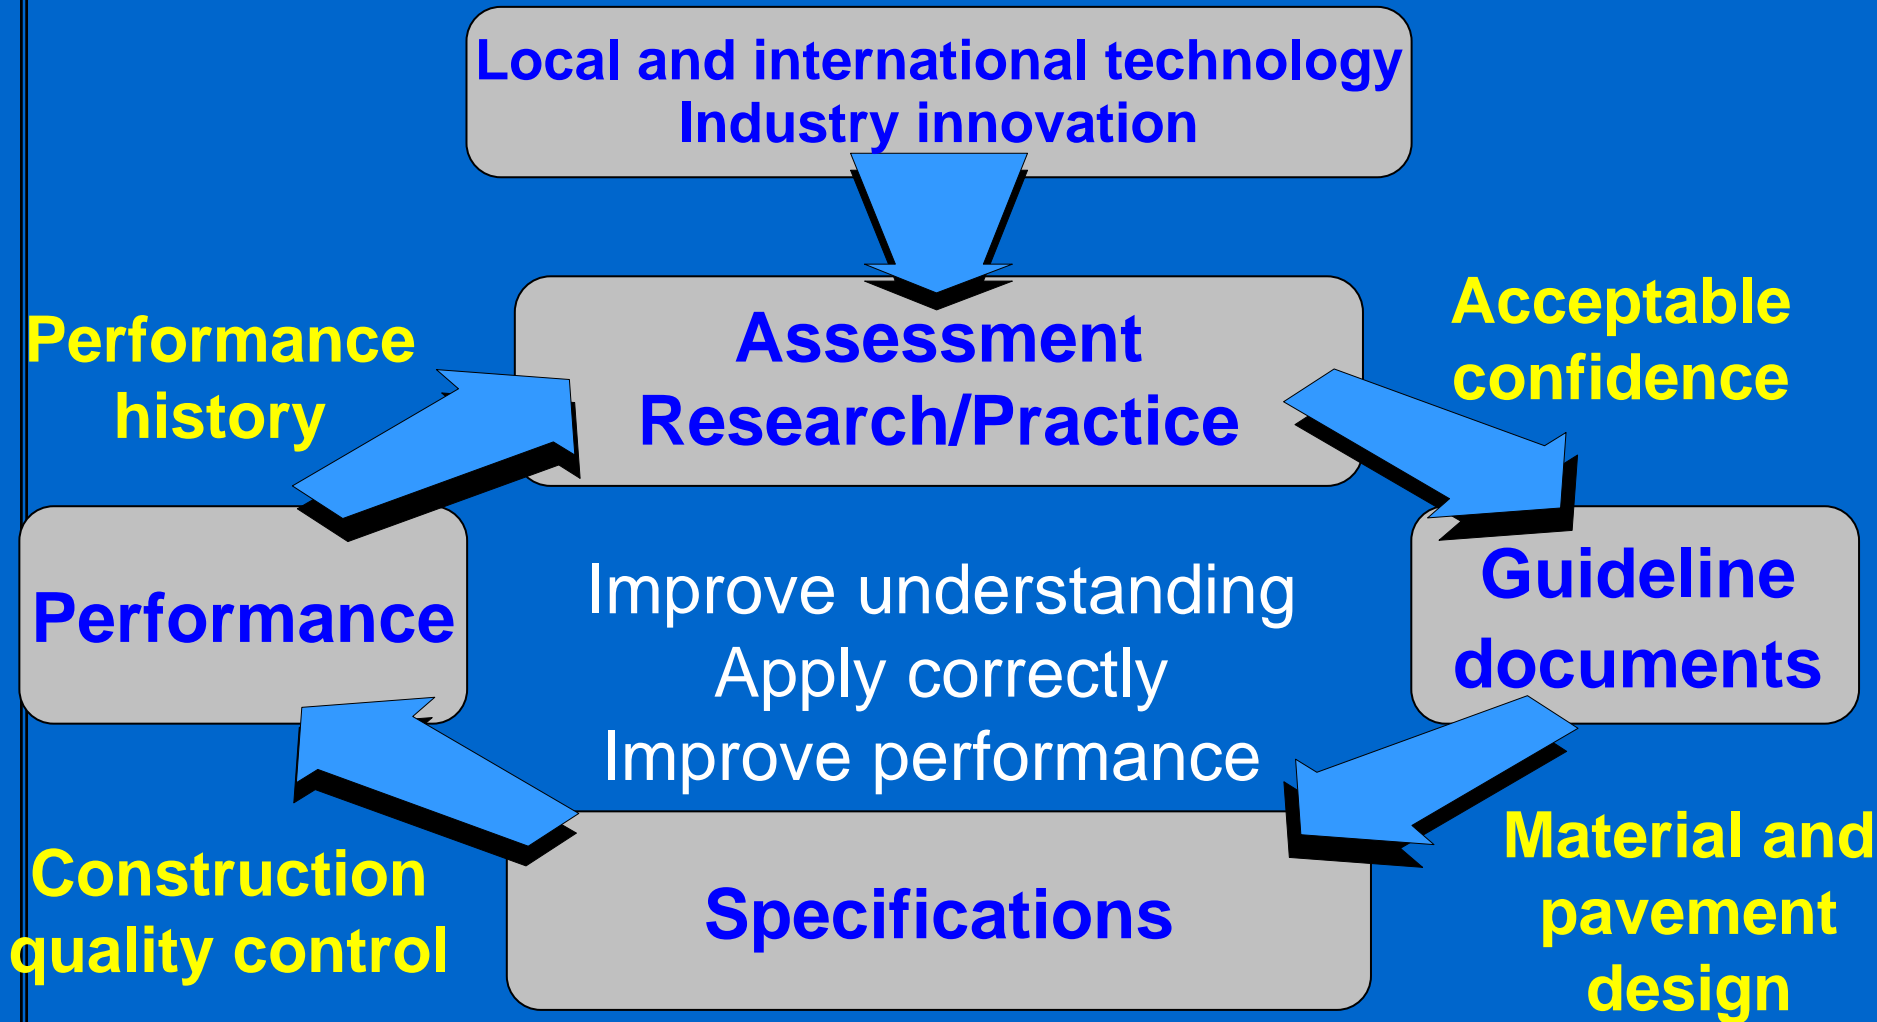 Local and international technology
Industry innovation
Performance
history
Assessment
Research/Practice
Acceptable
confidence
Performance
Improve understanding
Apply correctly
Improve performance
Guideline
documents
Construction
quality control
Specifications
Material and
pavement
design